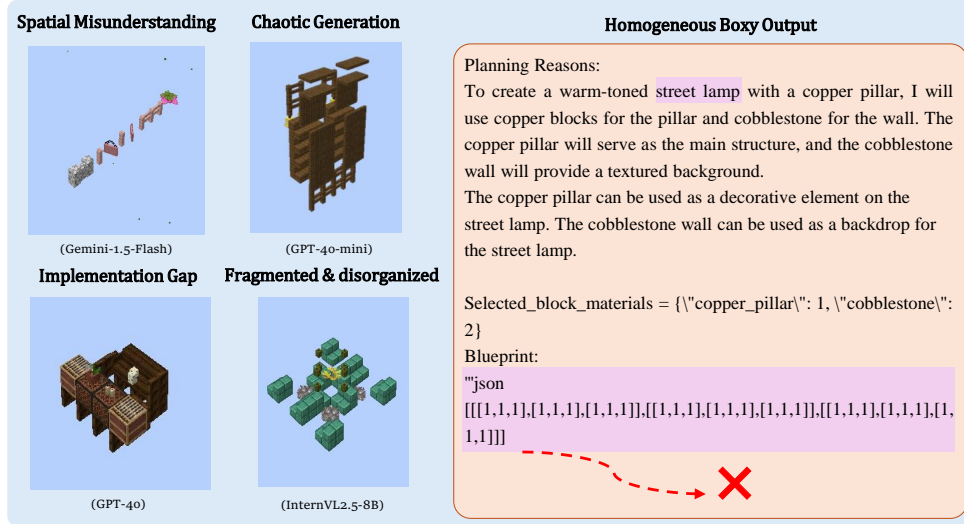 Spatial Misunderstanding
Chaotic Generation
(Gemini-1.5-Flash)
(GPT-4o-mini)
Implementation Gap
Fragmented & disorganized
(GPT-4o)
(InternVL2.5-8B)
Homogeneous Boxy Output
Planning Reasons:
To create a warm-toned street lamp with a copper pillar, I will
use copper blocks for the pillar and cobblestone for the wall. The
copper pillar will serve as the main structure, and the cobblestone
wall will provide a textured background.
The copper pillar can be used as a decorative element on the
street lamp. The cobblestone wall can be used as a backdrop for
the street lamp.
Selected_block_materials = {\"copper_pillar\": 1, \"cobblestone\":
2}
Blueprint:
'''json
[[[1,1,1],[1,1,1],[1,1,1]],[[1,1,1],[1,1,1],[1,1,1]],[[1,1,1],[1,1,1],[1,
1,1]]]